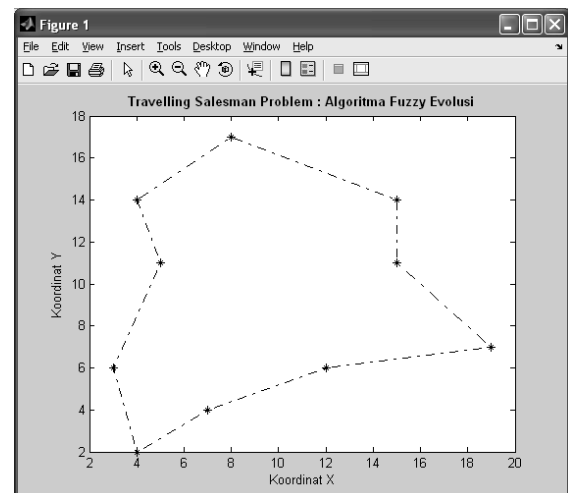 Figure 1
File Edit View Insert Tools Desktop Window Help
Travelling Salesman Problem : Algoritma Fuzzy Evolusi
18
16
14
12
10
8
6
4
2
Koordinat Y
2 4 6 8 10 12 14 16 18 20
Koordinat X